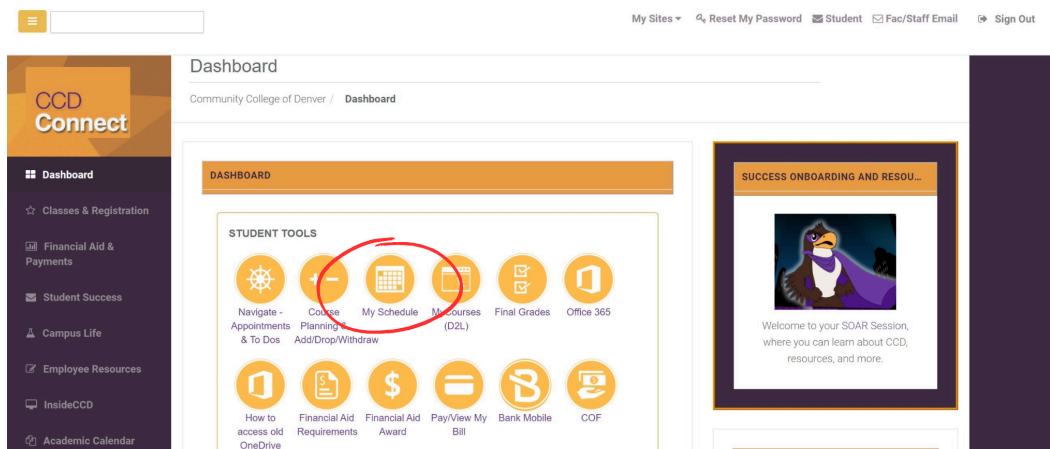 My Sites Reset My Password Student Fac/Staff Email Sign Out
CCD
Connect
Dashboard
Classes & Registration
Financial Aid &
Payments
Student Success
Campus Life
Employee Resources
InsideCCD
Academic Calendar
Dashboard
Community College of Denver / Dashboard
DASHBOARD
STUDENT TOOLS
Navigate -
Appointments
& To Dos
Course
Planning &
Add/Drop/Withdraw
My Schedule
MyCourses
(D2L)
Final Grades
Office 365
How to
access old
OneDrive
Financial Aid
Requirements
Financial Aid
Award
Pay/View My
Bill
Bank Mobile
COF
SUCCESS ONBOARDING AND RESOU...
Welcome to your SOAR Session,
where you can learn about CCD,
resources, and more.